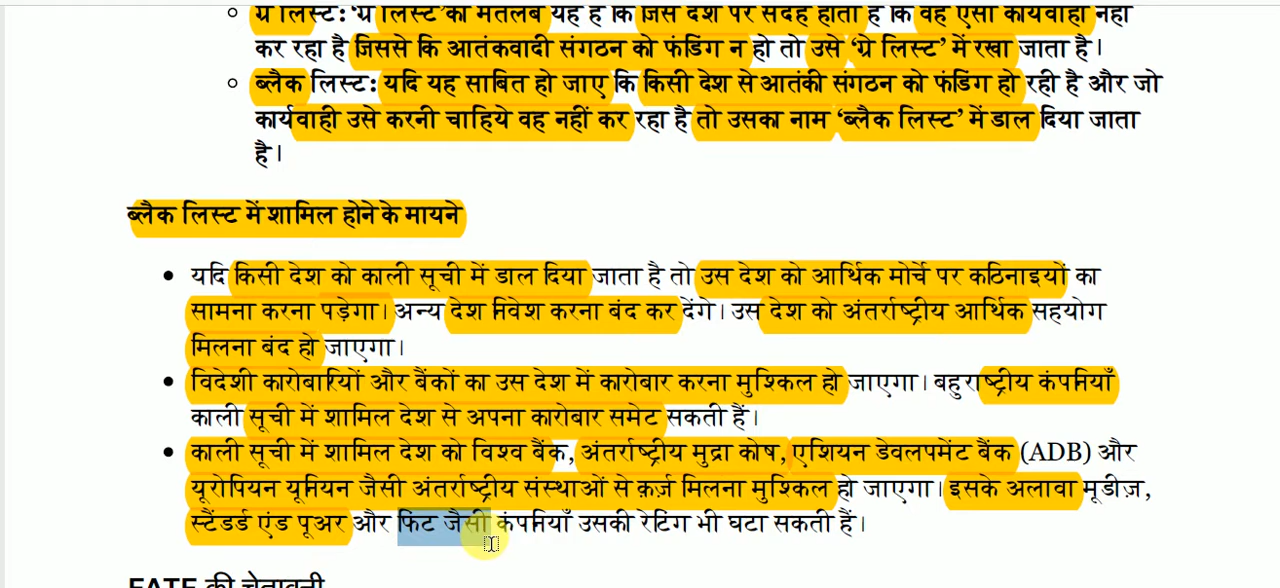 ग्रे लिस्ट: ‘ग्रे लिस्ट’ का मतलब यह है कि जिस देश पर संदेह होता है कि वह ऐसी कार्यवाही नहीं
कर रहा है जिससे कि आतंकवादी संगठन को फंडिंग न हो तो उसे ‘ग्रे लिस्ट’ में रखा जाता है।
ब्लैक लिस्ट: यदि यह साबित हो जाए कि किसी देश से आतंकी संगठन को फंडिंग हो रही है और जो
कार्यवाही उसे करनी चाहिये वह नहीं कर रहा है तो उसका नाम ‘ब्लैक लिस्ट’ में डाल दिया जाता
है।
ब्लैक लिस्ट में शामिल होने के मायने
यदि किसी देश को काली सूची में डाल दिया जाता है तो उस देश को आर्थिक मोर्चे पर कठिनाइयों का
सामना करना पड़ेगा। अन्य देश निवेश करना बंद कर देंगे। उस देश को अंतर्राष्ट्रीय आर्थिक सहयोग
मिलना बंद हो जाएगा।
विदेशी कारोबारियों और बैंकों का उस देश में कारोबार करना मुश्किल हो जाएगा। बहुराष्ट्रीय कंपनियाँ
काली सूची में शामिल देश से अपना कारोबार समेट सकती हैं।
काली सूची में शामिल देश को विश्व बैंक, अंतर्राष्ट्रीय मुद्रा कोष, एशियन डेवलपमेंट बैंक (ADB) और
यूरोपियन यूनियन जैसी अंतर्राष्ट्रीय संस्थाओं से क़र्ज़ मिलना मुश्किल हो जाएगा। इसके अलावा मूडीज़,
स्टैंडर्ड एंड पूअर और फिट जैसी कंपनियाँ उसकी रेटिंग भी घटा सकती हैं।
FATF की चेतावनी